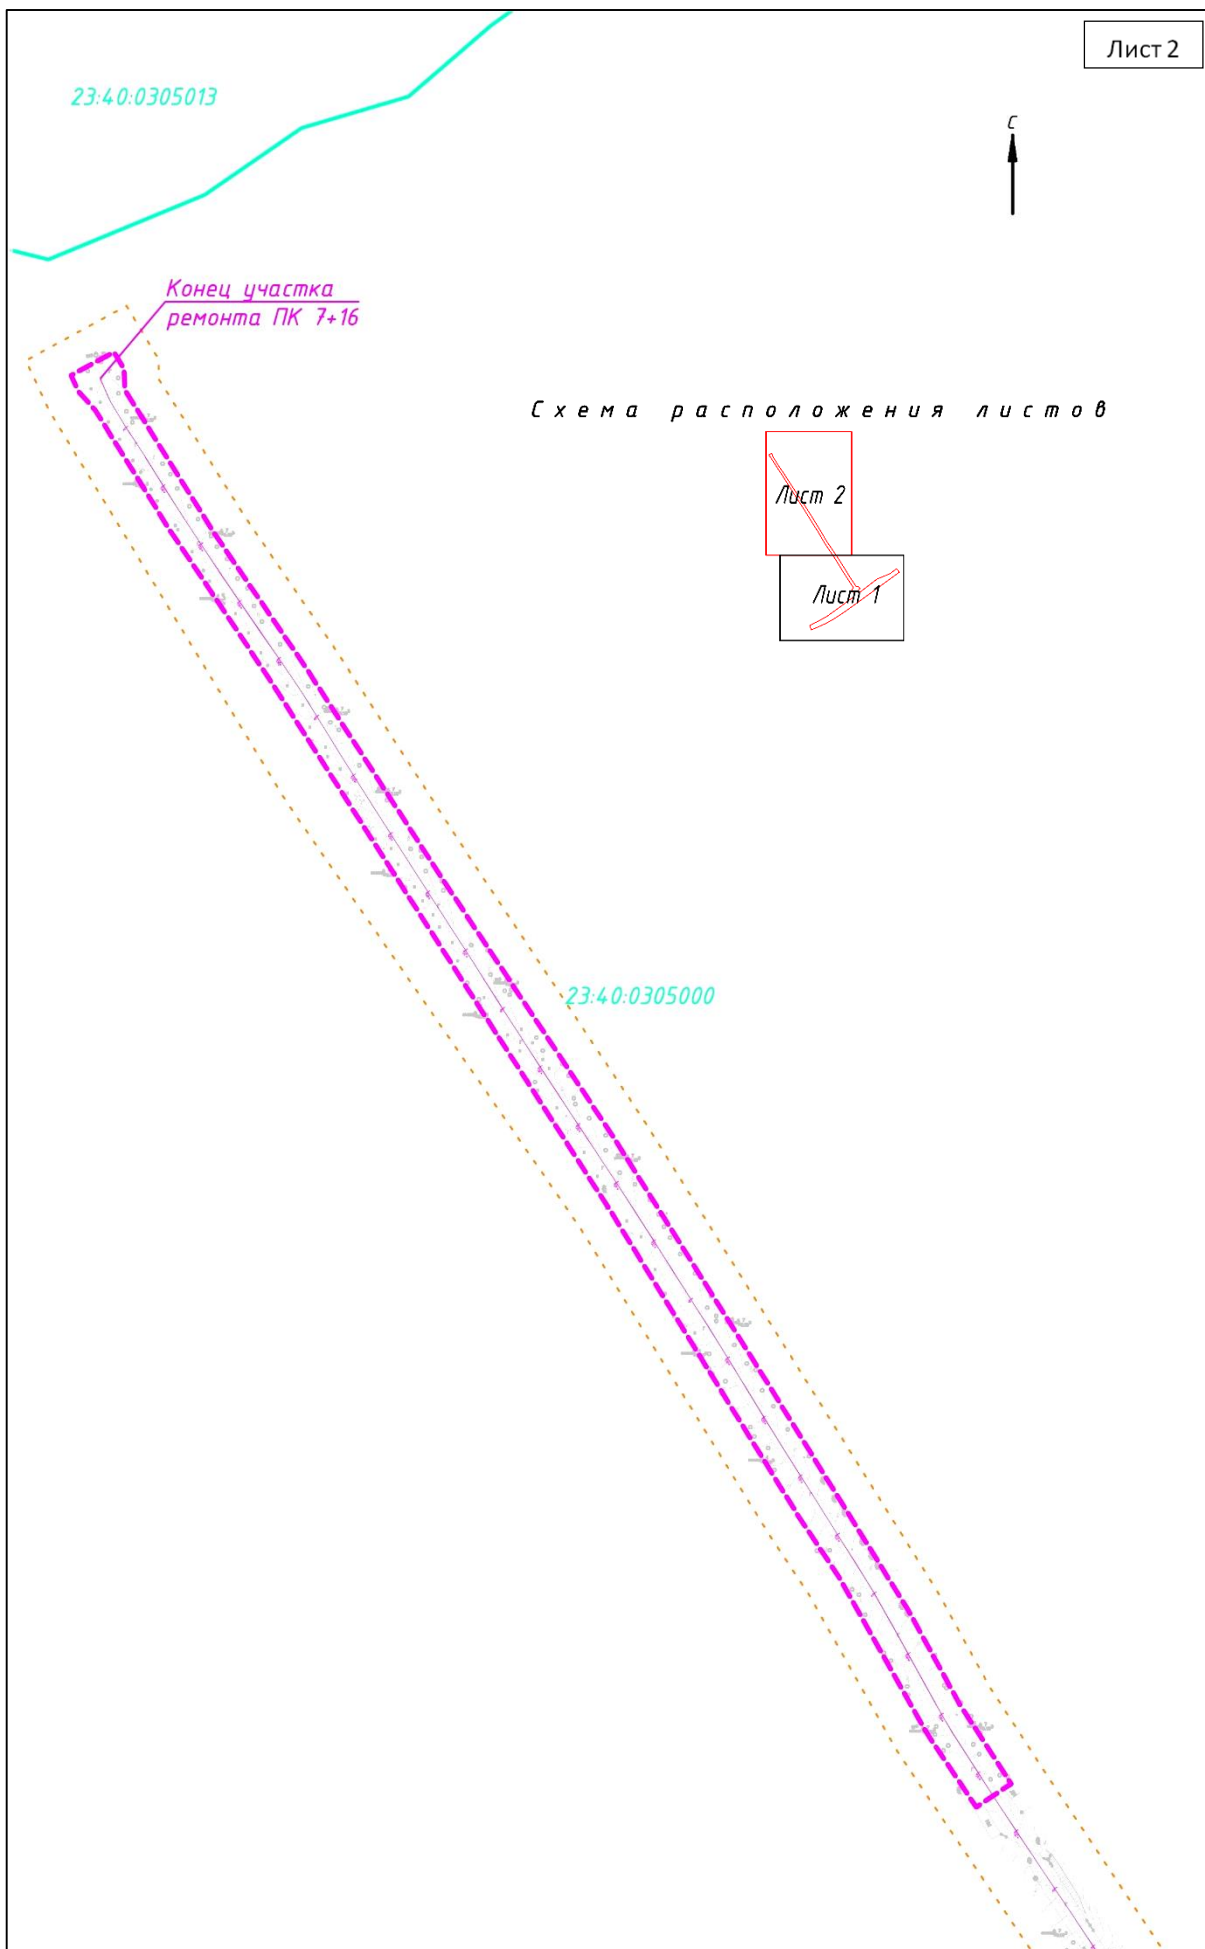 Лист 2
23:40:0305013
С
Конец участка
ремонта ПК 7+16
Схема расположения листов
Лист 2
Лист 1
23:40:0305000